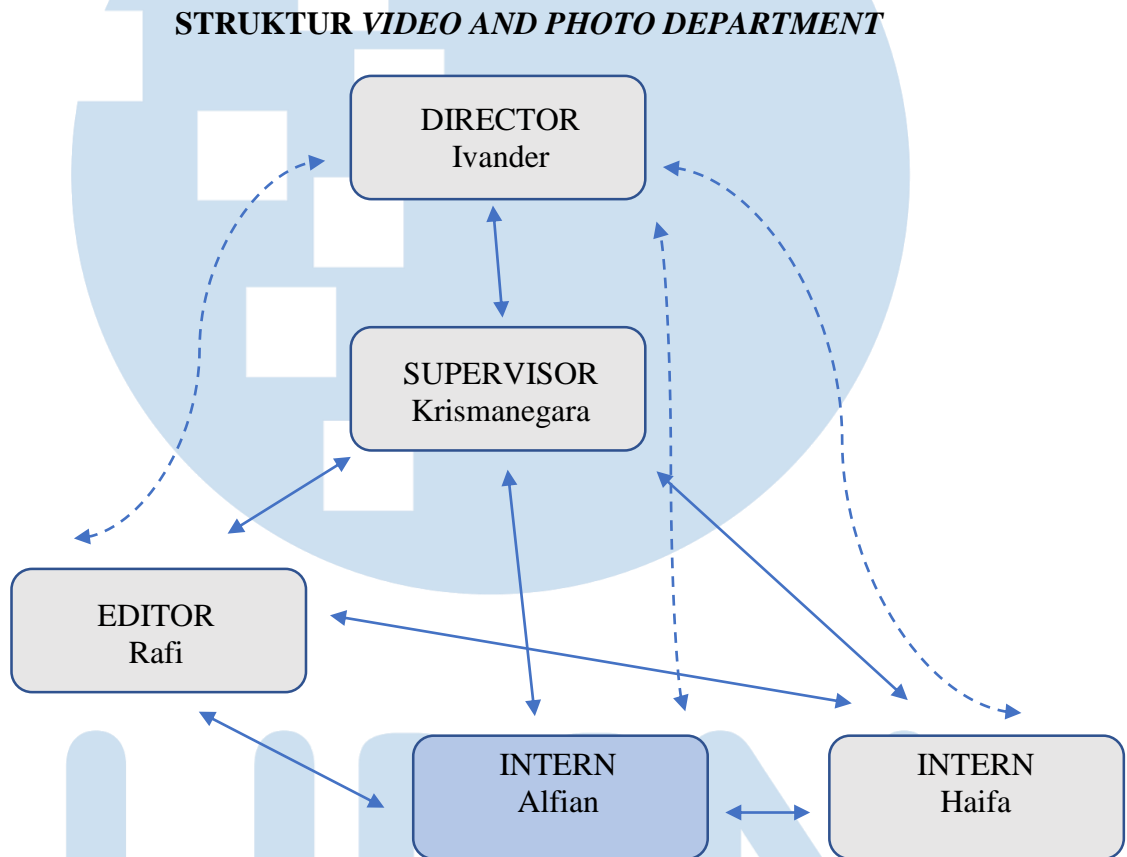 STRUKTUR VIDEO AND PHOTO DEPARTMENT
DIRECTOR
Ivander
SUPERVISOR
Krismanegara
EDITOR
Rafi
INTERN
Alfian
INTERN
Haifa